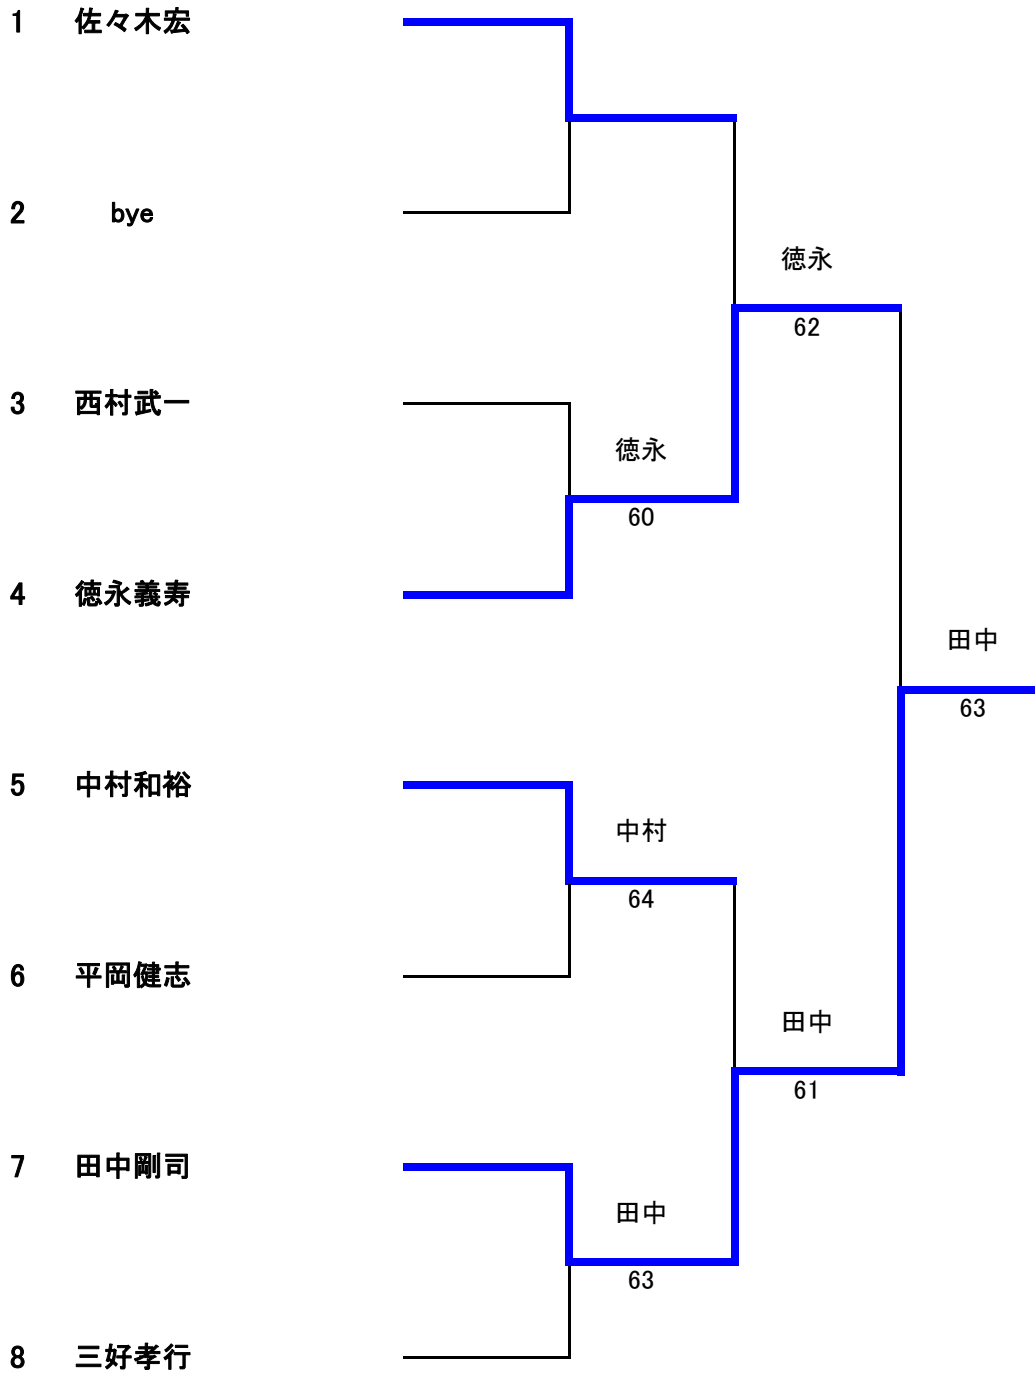 1 佐々木宏
2 bye
徳永
62
3 西村武一
徳永
60
4 徳永義寿
田中
63
5 中村和裕
中村
64
6 平岡健志
田中
61
7 田中剛司
田中
63
8 三好孝行